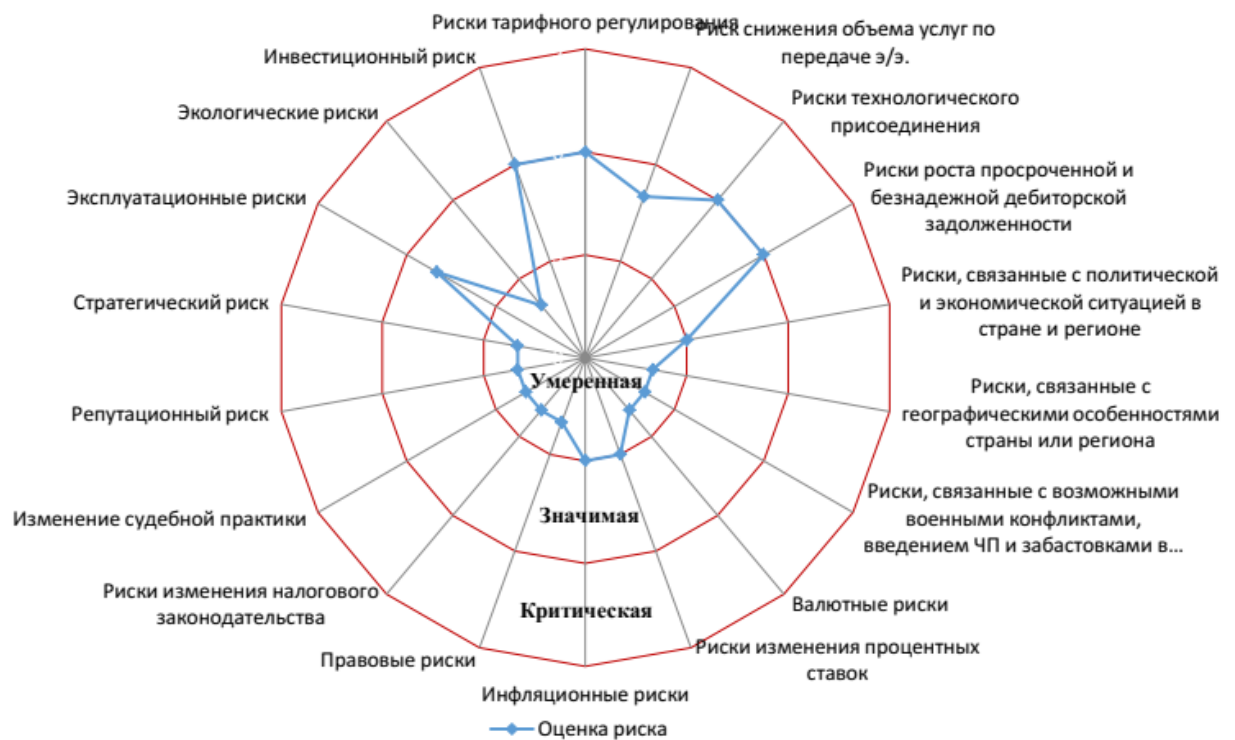 Риски тарифного регулирования
Риск снижения объема услуг по
передаче э/э.
Риски технологического
присоединения
Риски роста просроченной и
безнадежной дебиторской
задолженности
Риски, связанные с политической
и экономической ситуацией в
стране и регионе
Риски, связанные с
географическими особенностями
страны или региона
Риски, связанные с возможными
военными конфликтами,
введением ЧП и забастовками в...
Валютные риски
Риски изменения процентных
ставок
Инфляционные риски
Правовые риски
Риски изменения налогового
законодательства
Изменение судебной практики
Репутационный риск
Стратегический риск
Эксплуатационные риски
Экологические риски
Инвестиционный риск
Умеренная
Значимая
Критическая
Оценка риска